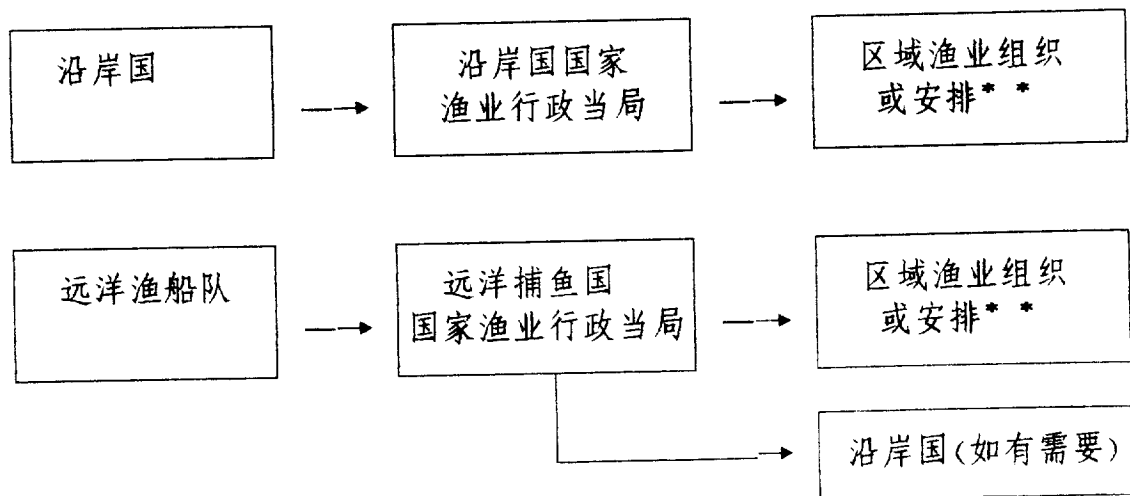 沿岸国
沿岸国国家
渔业行政当局
区域渔业组织
或安排**
远洋渔船队
远洋捕鱼国
国家渔业行政当局
区域渔业组织
或安排**
沿岸国(如有需要)